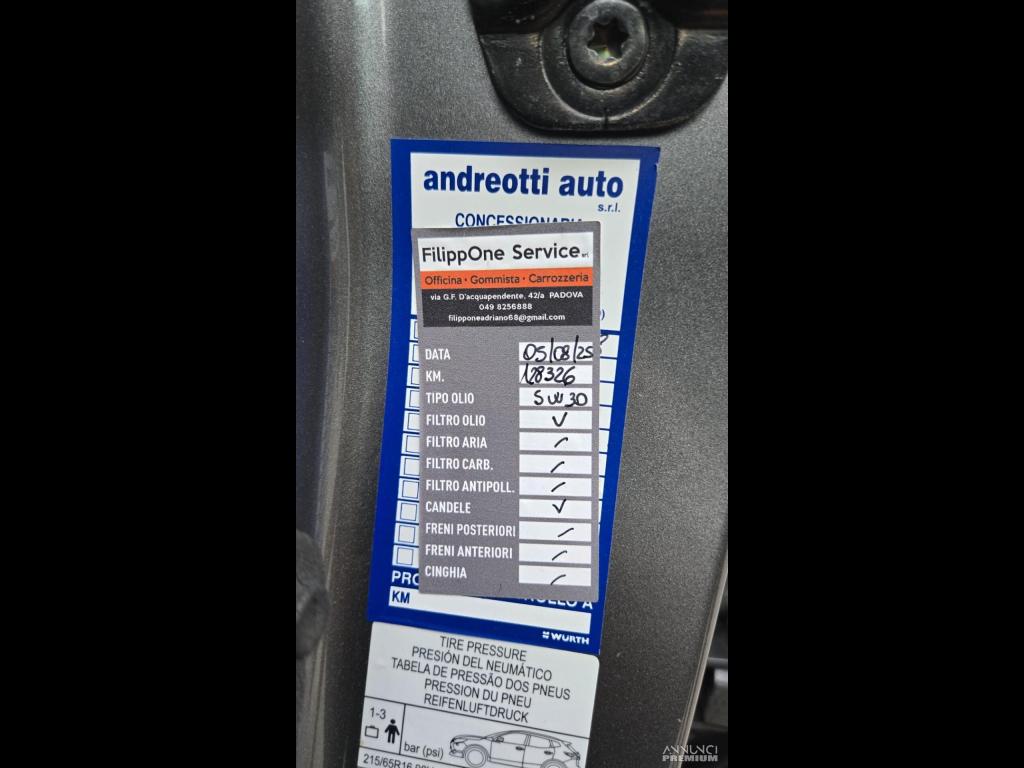 andreotti auto
s.r.l.
CONCESSIONARIA
FilippOne Service srl
Officina • Gommista • Carrozzeria
via G.F. D'acquapendente, 42/a PADOVA
049 8256888
filipponeadriano68@gmail.com
DATA 05/08/25
KM. 128326
TIPO OLIO 5W30
FILTRO OLIO ✓
FILTRO ARIA
FILTRO CARB.
FILTRO ANTIPOLL.
CANDELE ✓
FRENI POSTERIORI
FRENI ANTERIORI
CINGHIA
KM
WÜRTH
TIRE PRESSURE
PRESIÓN DEL NEUMÁTICO
TABELA DE PRESSÃO DOS PNEUS
PRESSION DU PNEU
REIFENLUFTDRUCK
1-3
bar (psi)
215/65R16
ANNUNCI
PREMIUM